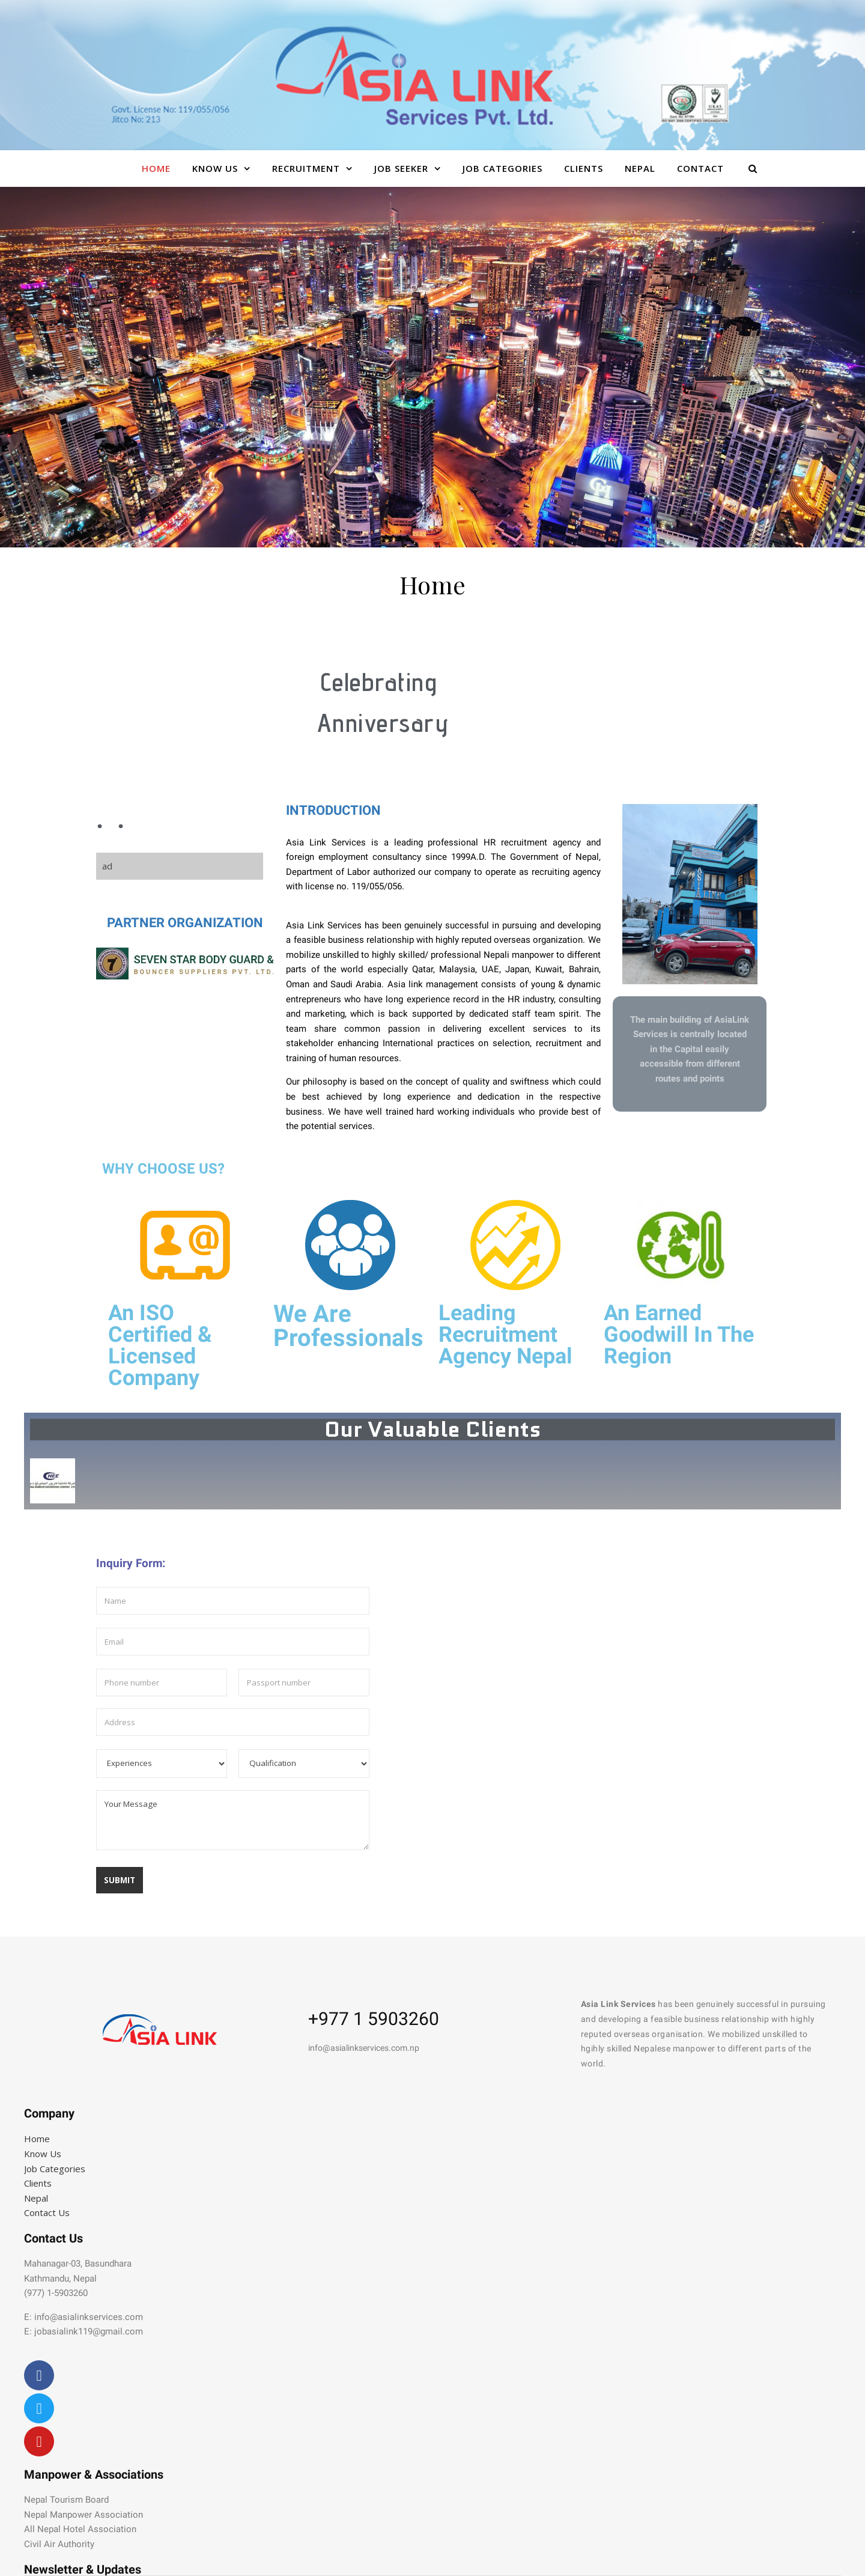 ASIA LINK
Services Pvt. Ltd.
Govt. License No: 119/055/056
Jitco No: 213
HOME KNOW US RECRUITMENT JOB SEEKER JOB CATEGORIES CLIENTS NEPAL CONTACT
Home
Celebrating
Anniversary
ad
PARTNER ORGANIZATION
SEVEN STAR BODY GUARD &
BOUNCER SUPPLIERS PVT. LTD.
INTRODUCTION
Asia Link Services is a leading professional HR recruitment agency and
foreign employment consultancy since 1999A.D. The Government of Nepal,
Department of Labor authorized our company to operate as recruiting agency
with license no. 119/055/056.
Asia Link Services has been genuinely successful in pursuing and developing
a feasible business relationship with highly reputed overseas organization. We
mobilize unskilled to highly skilled/ professional Nepali manpower to different
parts of the world especially Qatar, Malaysia, UAE, Japan, Kuwait, Bahrain,
Oman and Saudi Arabia. Asia link management consists of young & dynamic
entrepreneurs who have long experience record in the HR industry, consulting
and marketing, which is back supported by dedicated staff team spirit. The
team share common passion in delivering excellent services to its
stakeholder enhancing International practices on selection, recruitment and
training of human resources.
Our philosophy is based on the concept of quality and swiftness which could
be best achieved by long experience and dedication in the respective
business. We have well trained hard working individuals who provide best of
the potential services.
The main building of AsiaLink
Services is centrally located
in the Capital easily
accessible from different
routes and points
WHY CHOOSE US?
An ISO
Certified &
Licensed
Company
We Are
Professionals
Leading
Recruitment
Agency Nepal
An Earned
Goodwill In The
Region
Our Valuable Clients
Inquiry Form:
Name
Email
Phone number Passport number
Address
Experiences Qualification
Your Message
SUBMIT
ASIA LINK
+977 1 5903260
info@asialinkservices.com.np
Asia Link Services has been genuinely successful in pursuing
and developing a feasible business relationship with highly
reputed overseas organisation. We mobilized unskilled to
hgihly skilled Nepalese manpower to different parts of the
world.
Company
Home
Know Us
Job Categories
Clients
Nepal
Contact Us
Contact Us
Mahanagar-03, Basundhara
Kathmandu, Nepal
(977) 1-5903260
E: info@asialinkservices.com
E: jobasialink119@gmail.com
Manpower & Associations
Nepal Tourism Board
Nepal Manpower Association
All Nepal Hotel Association
Civil Air Authority
Newsletter & Updates